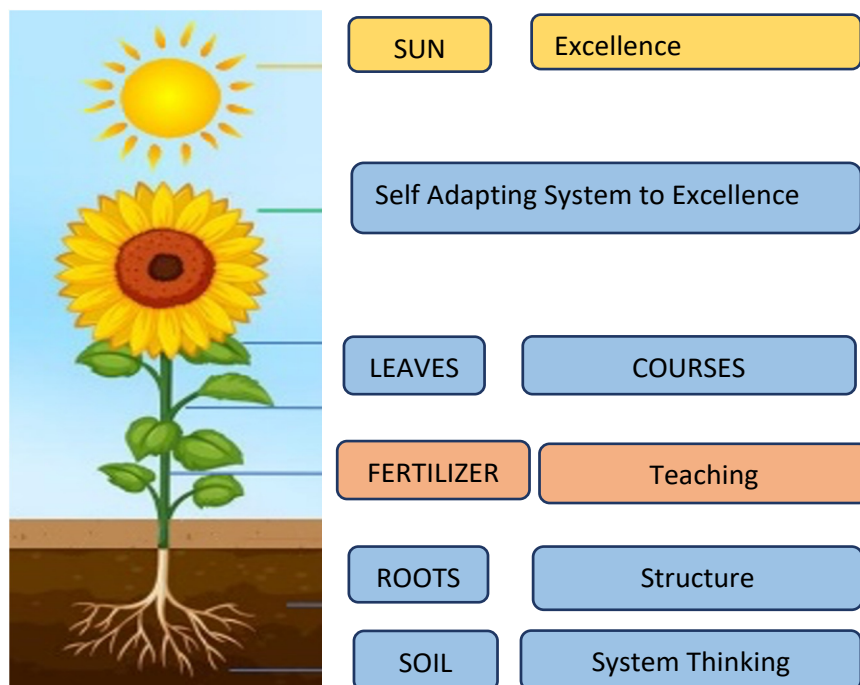 SUN
Excellence
Self Adapting System to Excellence
LEAVES
COURSES
FERTILIZER
Teaching
ROOTS
Structure
SOIL
System Thinking